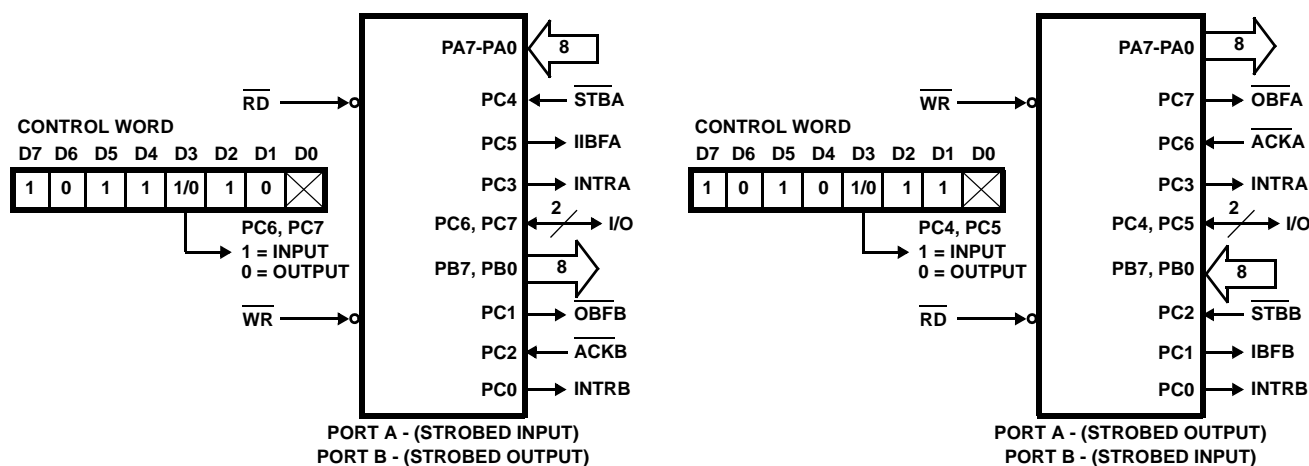 PA7-PA0
8
RD
PC4
STBA
CONTROL WORD
D7 D6 D5 D4 D3 D2 D1 D0
1 0 1 1 1/0 1 0
PC5
IIBFA
PC3
INTRA
PC6, PC7
1 = INPUT
0 = OUTPUT
PC6, PC7
2
I/O
PB7, PB0
8
WR
PC1
OBFB
PC2
ACKB
PC0
INTRB
PORT A - (STROBED INPUT)
PORT B - (STROBED OUTPUT)
PA7-PA0
8
WR
PC7
OBFA
CONTROL WORD
D7 D6 D5 D4 D3 D2 D1 D0
1 0 1 0 1/0 1 1
PC6
ACKA
PC3
INTRA
PC4, PC5
1 = INPUT
0 = OUTPUT
PC4, PC5
2
I/O
PB7, PB0
8
RD
PC2
STBB
PC1
IBFB
PC0
INTRB
PORT A - (STROBED OUTPUT)
PORT B - (STROBED INPUT)